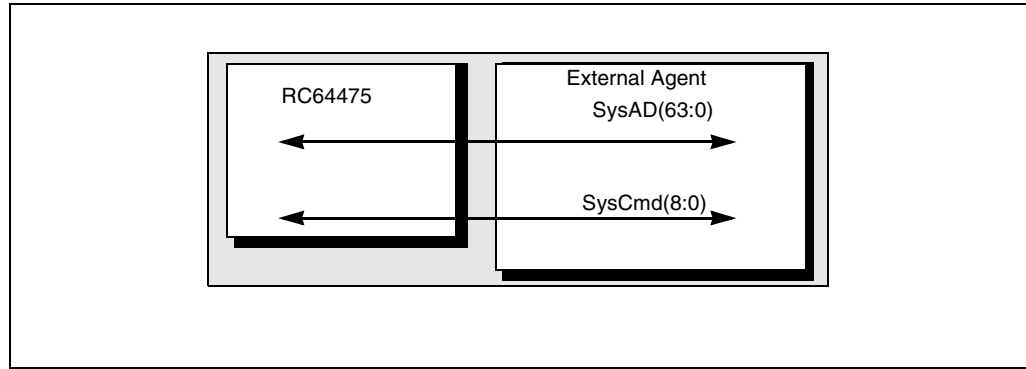 External Agent
RC64475
SysAD(63:0)
SysCmd(8:0)